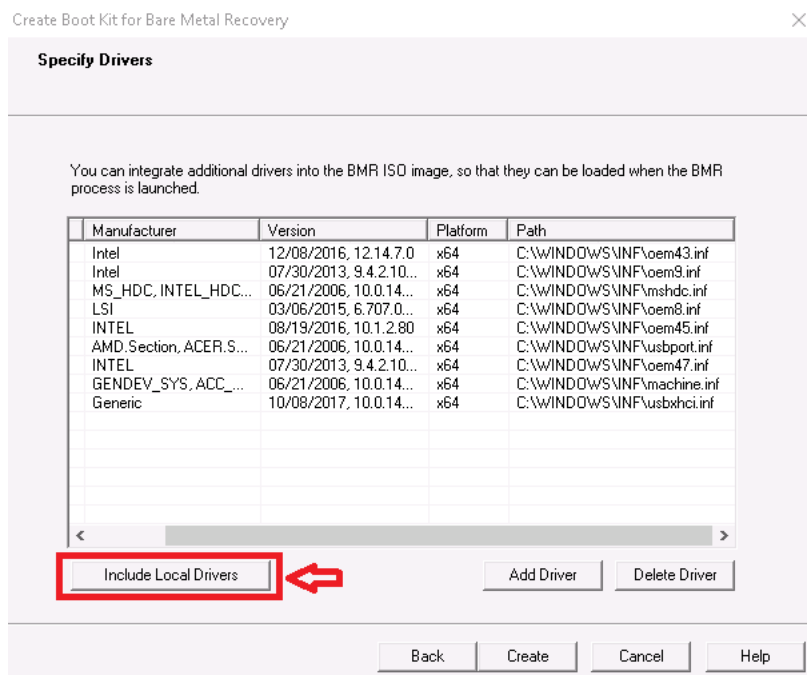 Create Boot Kit for Bare Metal Recovery
Specify Drivers
You can integrate additional drivers into the BMR ISO image, so that they can be loaded when the BMR
process is launched.
Manufacturer Version Platform Path
Intel 12/08/2016, 12.14.7.0 x64 C:\WINDOWS\INF\oem43.inf
Intel 07/30/2013, 9.4.2.10... x64 C:\WINDOWS\INF\oem9.inf
MS_HDC, INTEL_HDC... 06/21/2006, 10.0.14... x64 C:\WINDOWS\INF\mshdc.inf
LSI 03/06/2015, 6.707.0... x64 C:\WINDOWS\INF\oem8.inf
INTEL 08/19/2016, 10.1.2.80 x64 C:\WINDOWS\INF\oem45.inf
AMD.Section, ACER.S... 06/21/2006, 10.0.14... x64 C:\WINDOWS\INF\usbport.inf
INTEL 07/30/2013, 9.4.2.10... x64 C:\WINDOWS\INF\oem47.inf
GENDEV_SYS, ACC_... 06/21/2006, 10.0.14... x64 C:\WINDOWS\INF\machine.inf
Generic 10/08/2017, 10.0.14... x64 C:\WINDOWS\INF\usbxhci.inf
Include Local Drivers Add Driver Delete Driver
Back Create Cancel Help